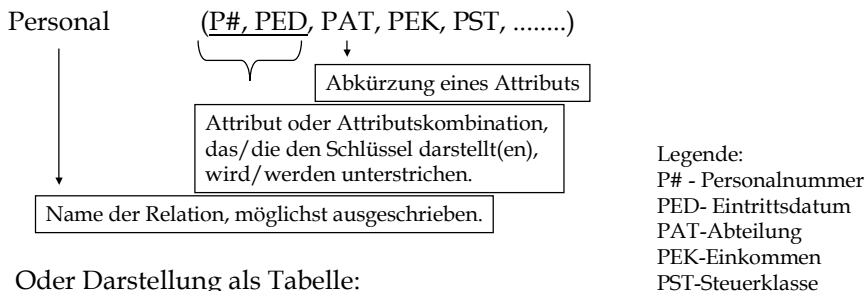 Personal (P#, PED, PAT, PEK, PST, ........)
Abkürzung eines Attributs
Attribut oder Attributskombination,
das/die den Schlüssel darstellt(en),
wird/werden unterstrichen.
Name der Relation, möglichst ausgeschrieben.
Legende:
P# - Personalnummer
PED- Eintrittsdatum
PAT-Abteilung
PEK-Einkommen
PST-Steuerklasse
Oder Darstellung als Tabelle: